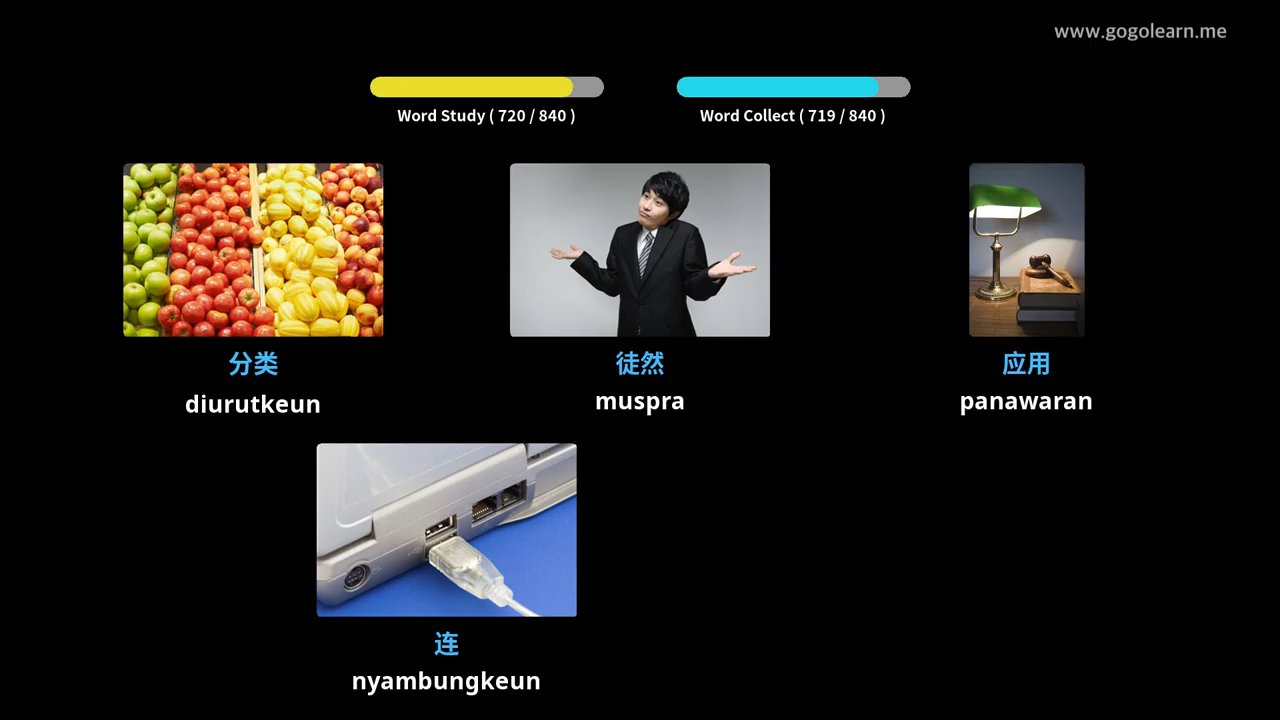 www.gogolearn.me
Word Study ( 720 / 840 )
Word Collect ( 719 / 840 )
分类
diurutkeun
徒然
muspra
应用
panawaran
连
nyambungkeun